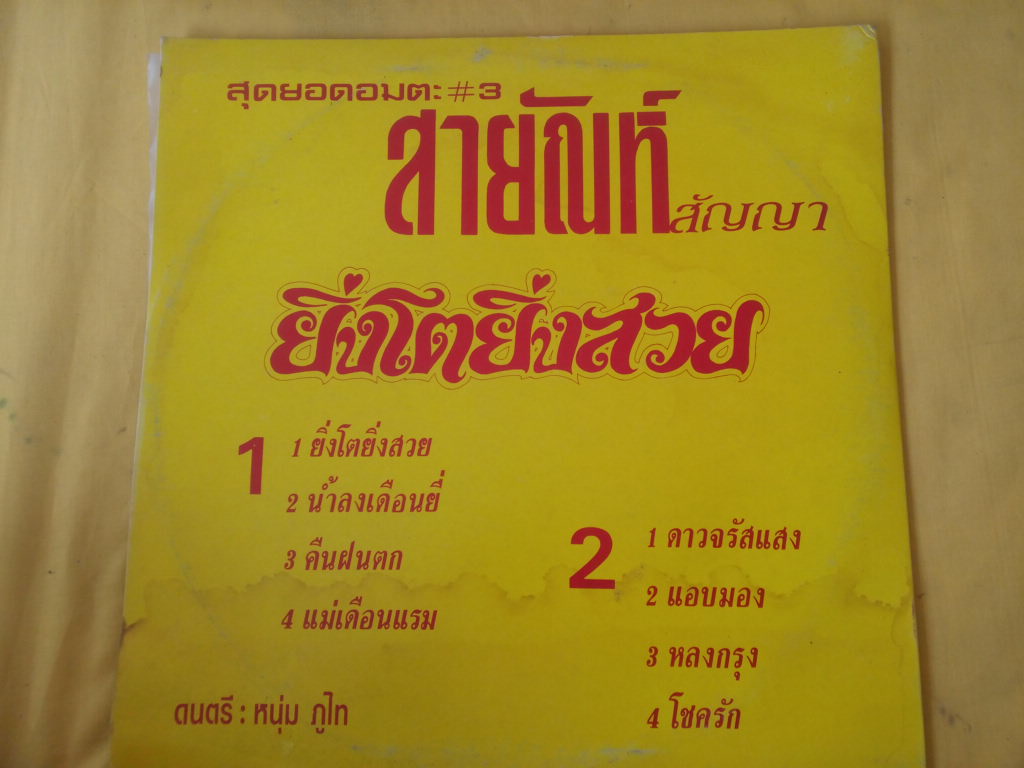 สุดยอดอมตะ #3
สายัณห์ สัญญา
ยิ่งโตยิ่งสวย
1
1 ยิ่งโตยิ่งสวย
2 น้ำลงเดือนยี่
3 คืนฝนตก
4 แม่เดือนแรม
2
1 ดาวจรัสแสง
2 แอบมอง
3 หลงกรุง
4 โชครัก
ดนตรี : หนุ่ม ภูไท